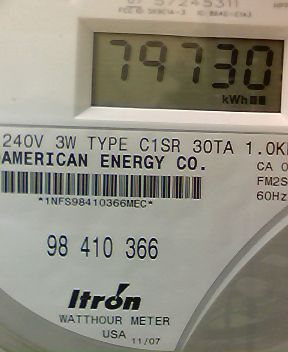 79730
kWh
240V 3W TYPE C1SR 30TA 1.0K
AMERICAN ENERGY CO.
CA 0
FM2S
*1NFS98410366MEC*
60Hz
98 410 366
Itron
WATTHOUR METER
USA 11/07